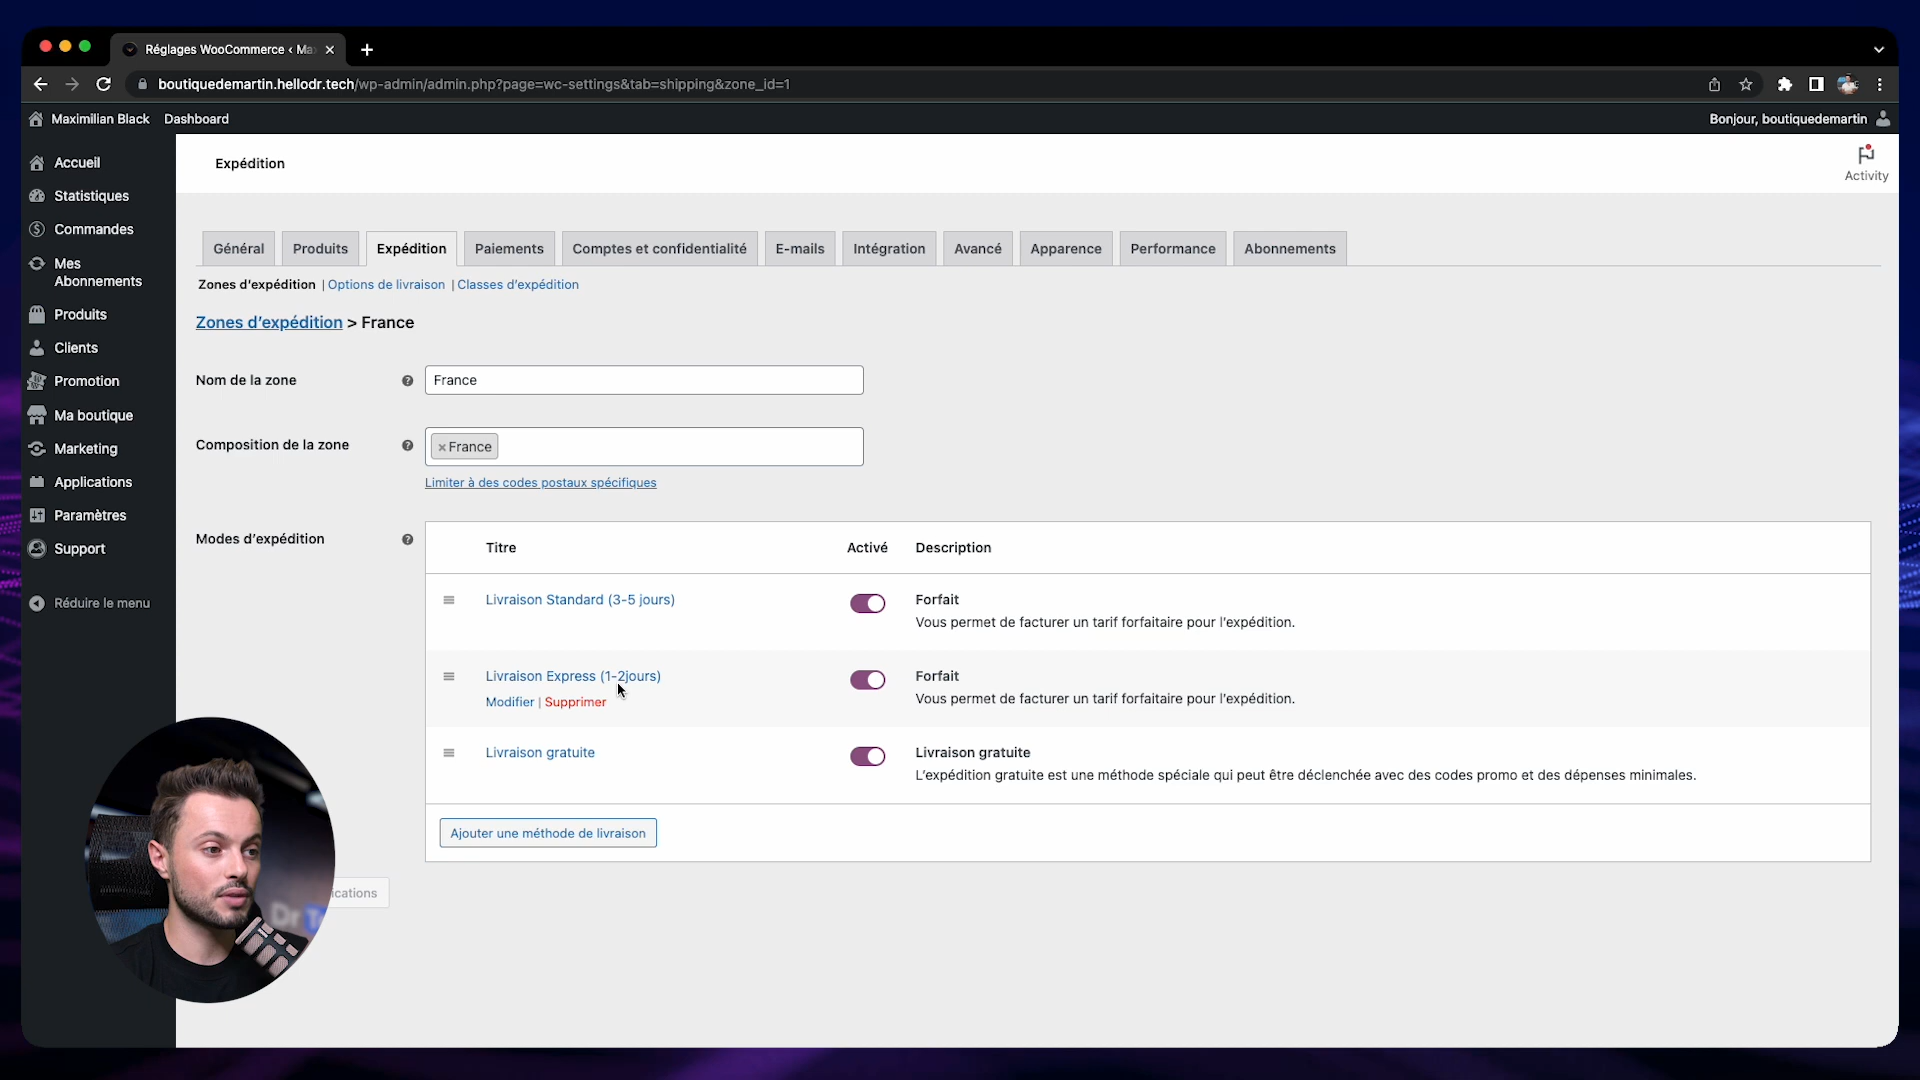 Réglages WooCommerce ‹ Ma
boutiquedemartin.hellodr.tech/wp-admin/admin.php?page=wc-settings&tab=shipping&zone_id=1
Maximilian Black Dashboard
Bonjour, boutiquedemartin
Accueil
Statistiques
Commandes
Mes
Abonnements
Produits
Clients
Promotion
Ma boutique
Marketing
Applications
Paramètres
Support
Réduire le menu
Expédition
Activity
Général Produits Expédition Paiements Comptes et confidentialité E-mails Intégration Avancé Apparence Performance Abonnements
Zones d'expédition | Options de livraison | Classes d'expédition
Zones d'expédition > France
Nom de la zone
France
Composition de la zone
× France
Limiter à des codes postaux spécifiques
Modes d'expédition
Titre Activé Description
Livraison Standard (3-5 jours)
Forfait
Vous permet de facturer un tarif forfaitaire pour l'expédition.
Livraison Express (1-2jours)
Modifier | Supprimer
Forfait
Vous permet de facturer un tarif forfaitaire pour l'expédition.
Livraison gratuite
Livraison gratuite
L'expédition gratuite est une méthode spéciale qui peut être déclenchée avec des codes promo et des dépenses minimales.
Ajouter une méthode de livraison
ications
Dr T